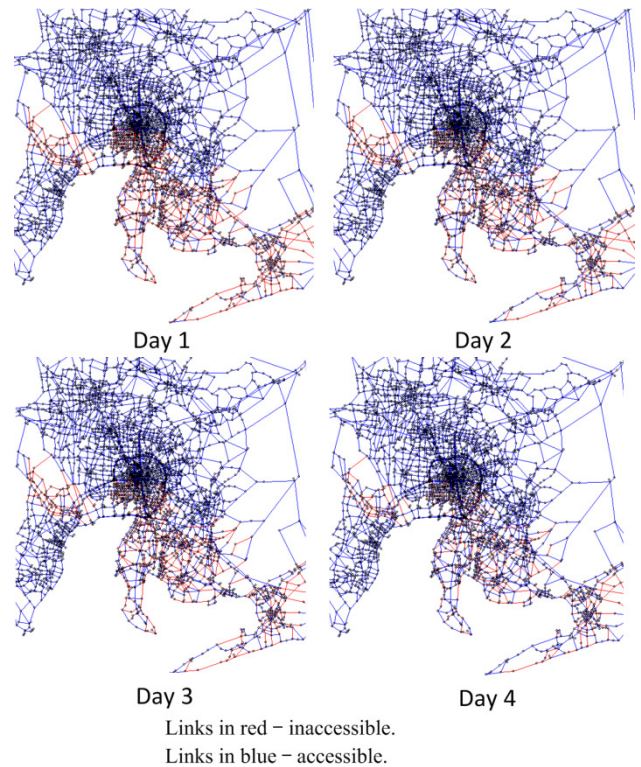 Day 1
Day 2
Day 3
Day 4
Links in red – inaccessible.
Links in blue – accessible.